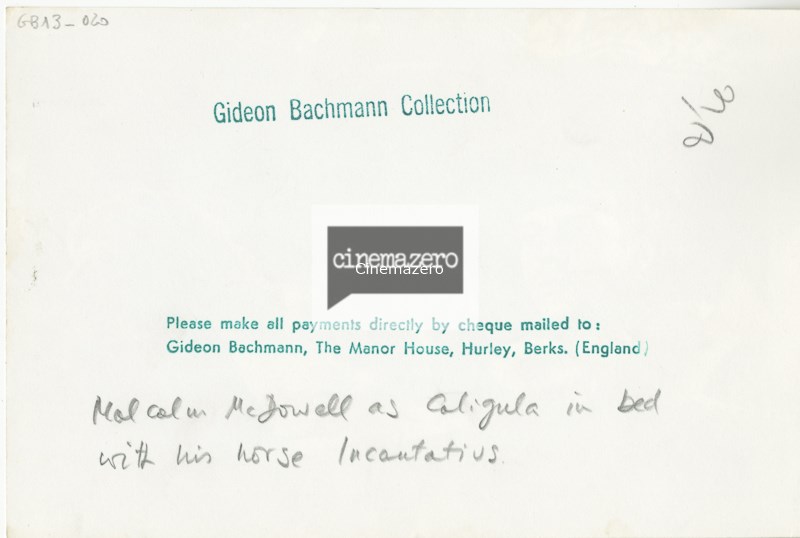 GB13-020
Gideon Bachmann Collection
cinemazero
Cinemazero
Please make all payments directly by cheque mailed to:
Gideon Bachmann, The Manor House, Hurley, Berks. (England)
Malcolm McDowell as Caligula in bed
with his horse Incantativs.